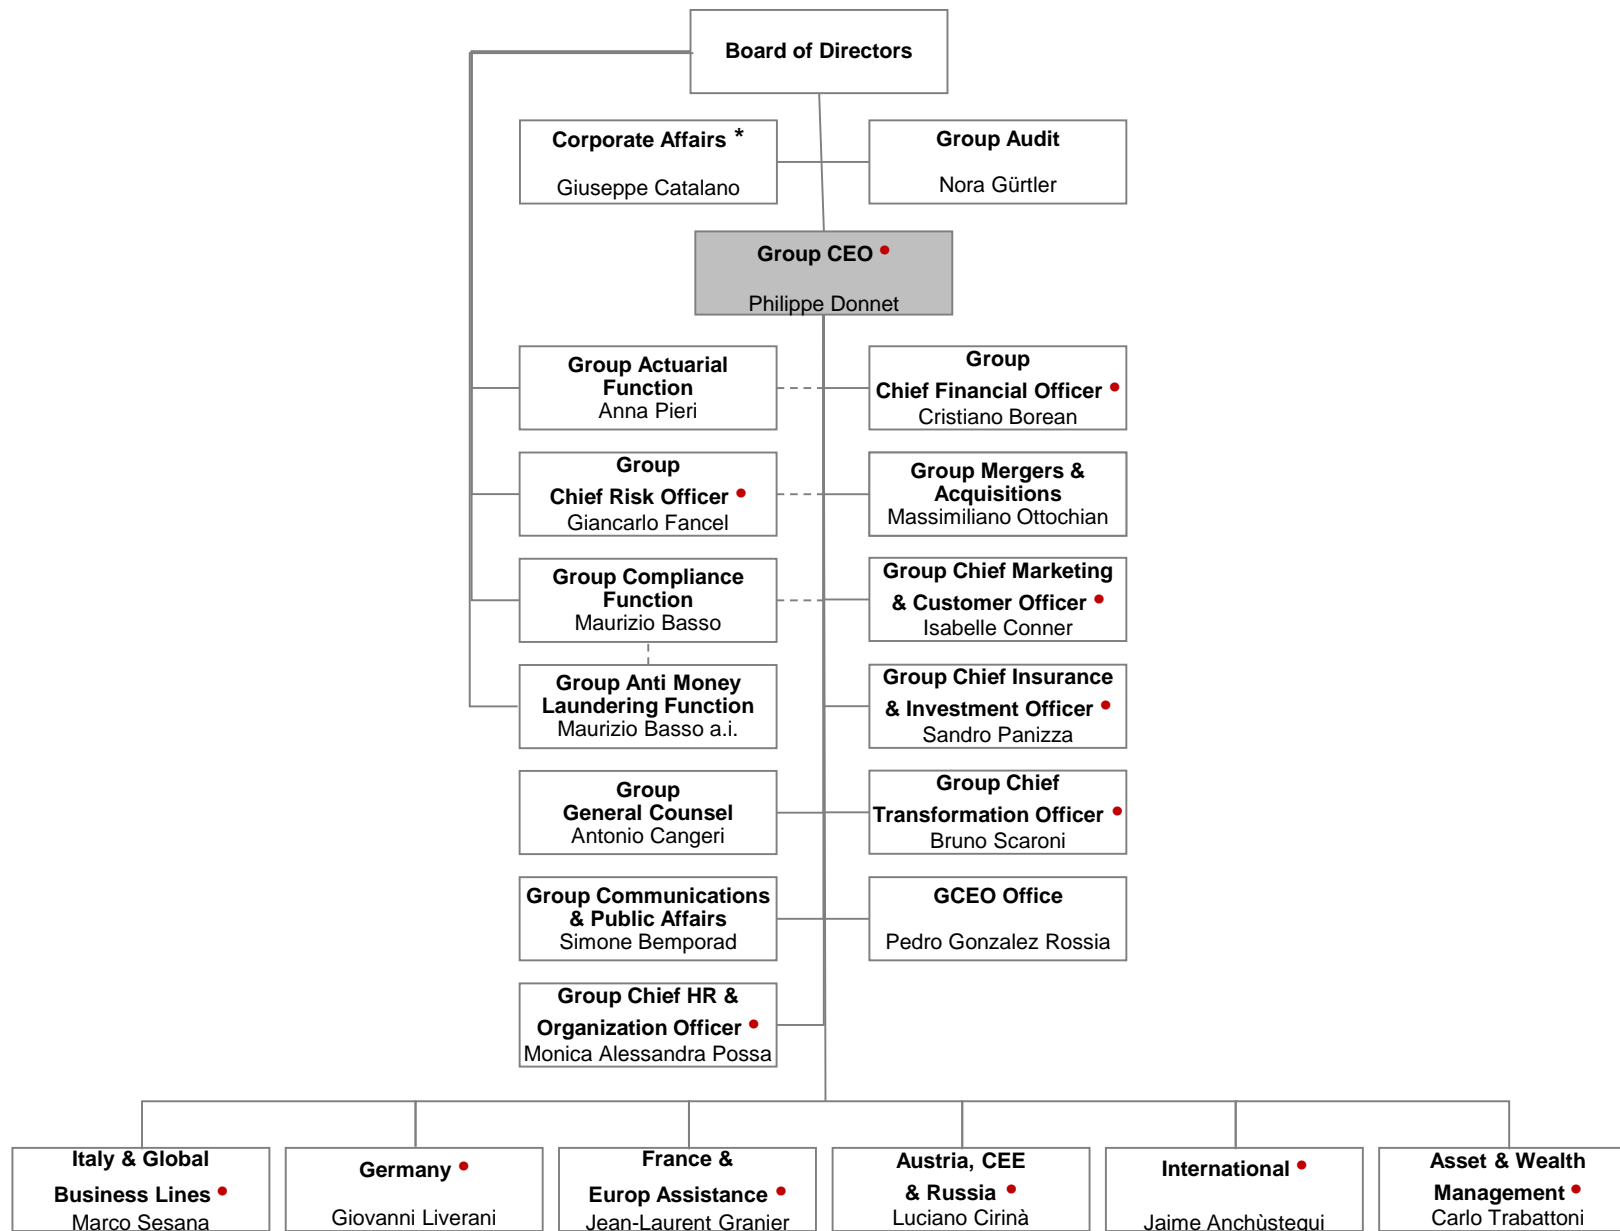 Board of Directors
Corporate Affairs *
Giuseppe Catalano
Group Audit
Nora Gürtler
Group CEO •
Philippe Donnet
Group Actuarial
Function
Anna Pieri
Group
Chief Financial Officer •
Cristiano Borean
Group
Chief Risk Officer •
Giancarlo Fancel
Group Mergers &
Acquisitions
Massimiliano Ottochian
Group Compliance
Function
Maurizio Basso
Group Chief Marketing
& Customer Officer •
Isabelle Conner
Group Anti Money
Laundering Function
Maurizio Basso a.i.
Group Chief Insurance
& Investment Officer •
Sandro Panizza
Group
General Counsel
Antonio Cangeri
Group Chief
Transformation Officer •
Bruno Scaroni
Group Communications
& Public Affairs
Simone Bemporad
GCEO Office
Pedro Gonzalez Rossia
Group Chief HR &
Organization Officer •
Monica Alessandra Possa
Italy & Global
Business Lines •
Marco Sesana
Germany •
Giovanni Liverani
France &
Europ Assistance •
Jean-Laurent Granier
Austria, CEE
& Russia •
Luciano Cirinà
International •
Jaime Anchùstegui
Asset & Wealth
Management •
Carlo Trabattoni